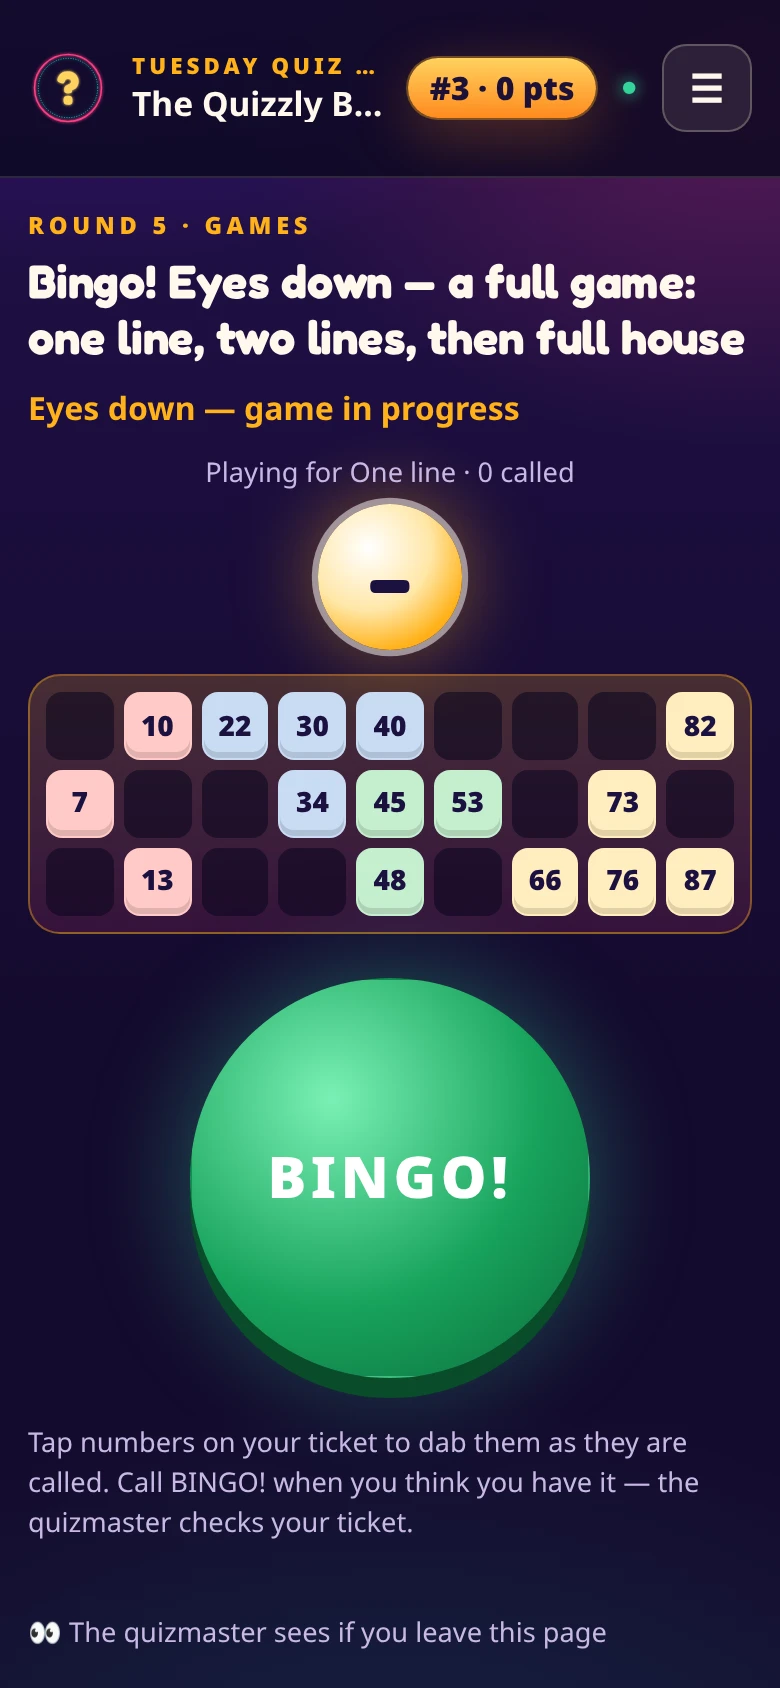 ?
TUESDAY QUIZ …
The Quizzly B…
#3 · 0 pts
ROUND 5 · GAMES
Bingo! Eyes down — a full game:
one line, two lines, then full house
Eyes down — game in progress
Playing for One line · 0 called
–
10 22 30 40 82
7 34 45 53 73
13 48 66 76 87
BINGO!
Tap numbers on your ticket to dab them as they are
called. Call BINGO! when you think you have it — the
quizmaster checks your ticket.
👀 The quizmaster sees if you leave this page